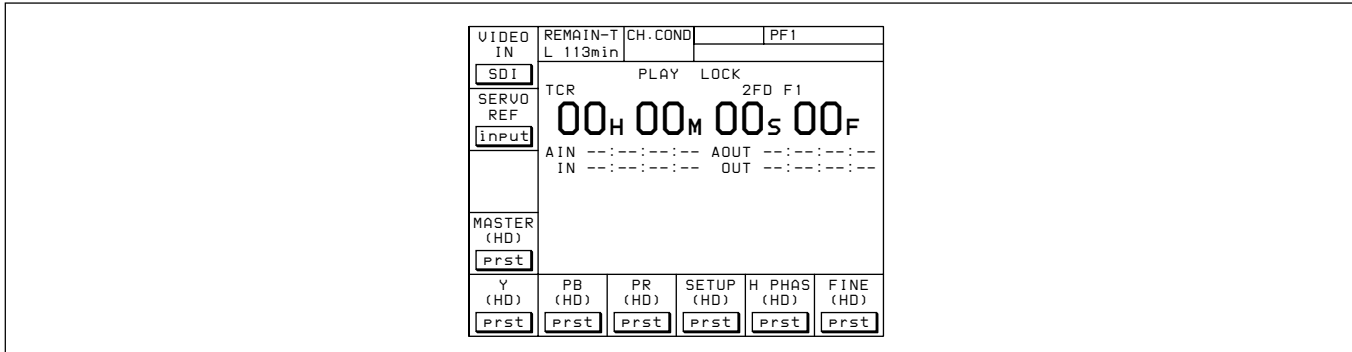 VIDEO IN
SDI
REMAIN-T
L 113min
CH.COND
PF1
SERVO REF
input
PLAY LOCK
TCR 2FD F1
00H 00M 00S 00F
AIN --:--:--:-- AOUT --:--:--:--
IN --:--:--:-- OUT --:--:--:--
MASTER (HD)
prst
Y (HD)
prst
PB (HD)
prst
PR (HD)
prst
SETUP (HD)
prst
H PHAS (HD)
prst
FINE (HD)
prst